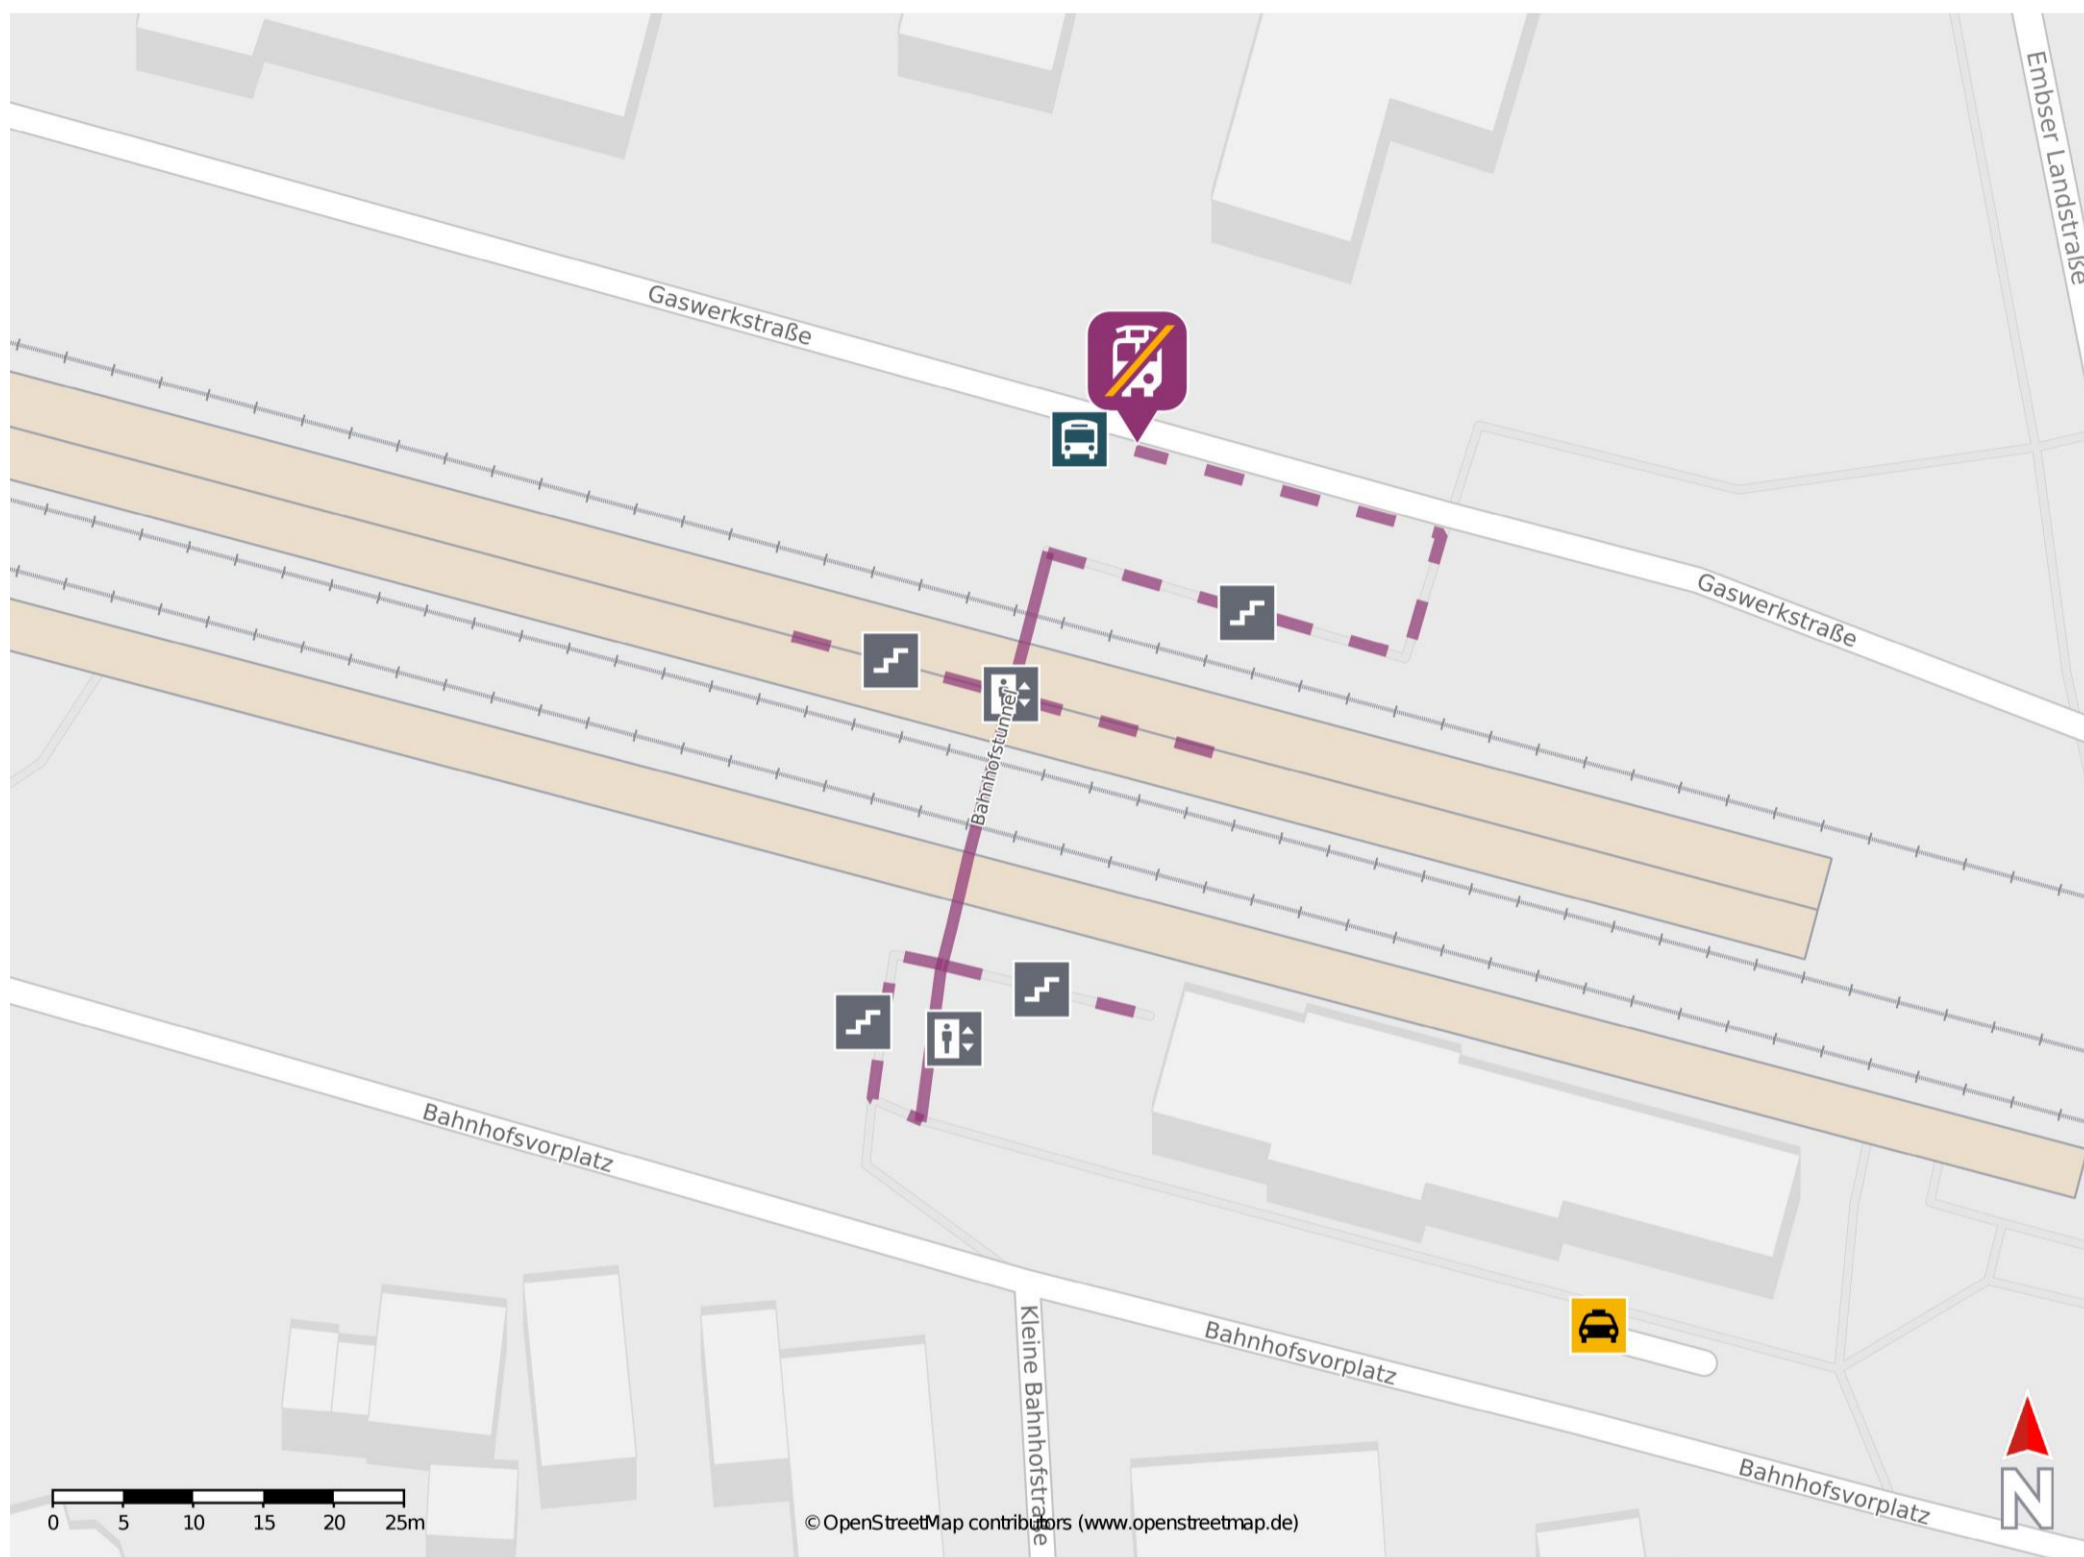 Embser Landstraße
Gaswerkstraße
Gaswerkstraße
Bahnhofstunnel
Bahnhofsvorplatz
Kleine Bahnhofstraße
Bahnhofsvorplatz
Bahnhofsvorplatz
N
0 5 10 15 20 25m
© OpenStreetMap contributors (www.openstreetmap.de)